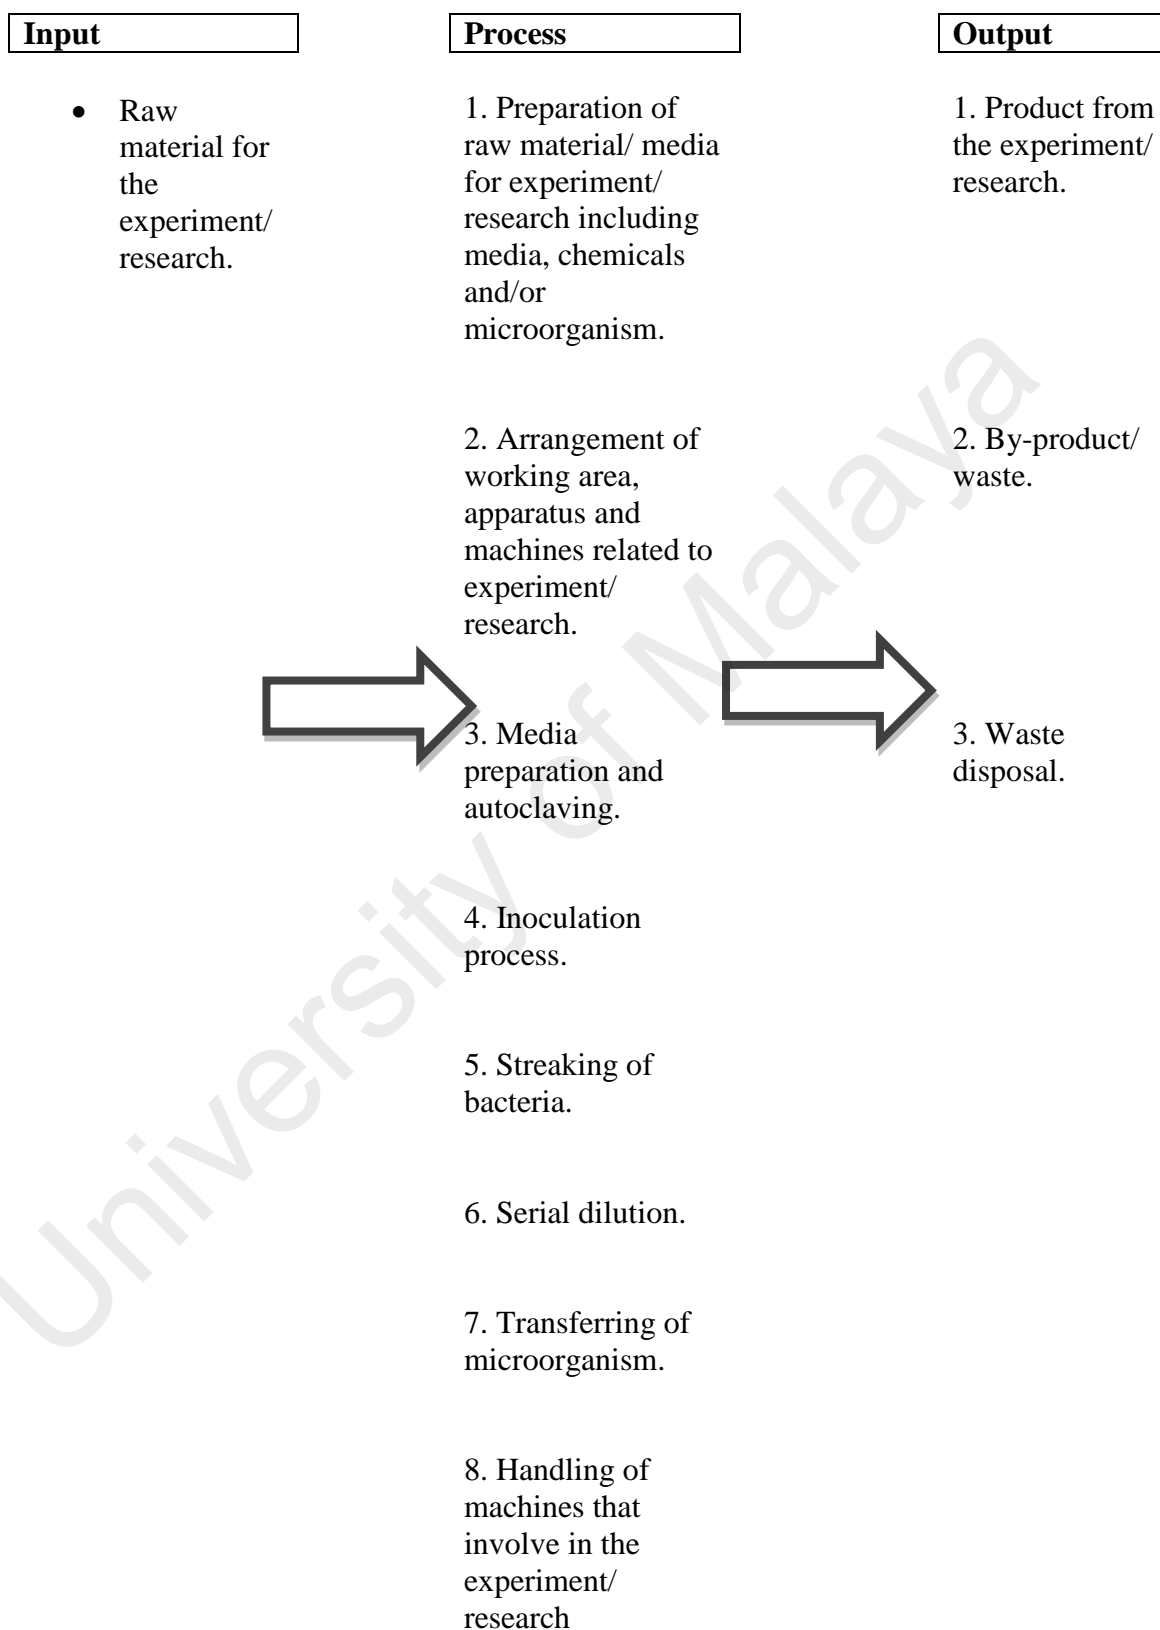 Input
Raw
material for
the
experiment/
research.
Process
1. Preparation of
raw material/ media
for experiment/
research including
media, chemicals
and/or
microorganism.
2. Arrangement of
working area,
apparatus and
machines related to
experiment/
research.
3. Media
preparation and
autoclaving.
4. Inoculation
process.
5. Streaking of
bacteria.
6. Serial dilution.
7. Transferring of
microorganism.
8. Handling of
machines that
involve in the
experiment/
research
Output
1. Product from
the experiment/
research.
2. By-product/
waste.
3. Waste
disposal.
University of Malaya